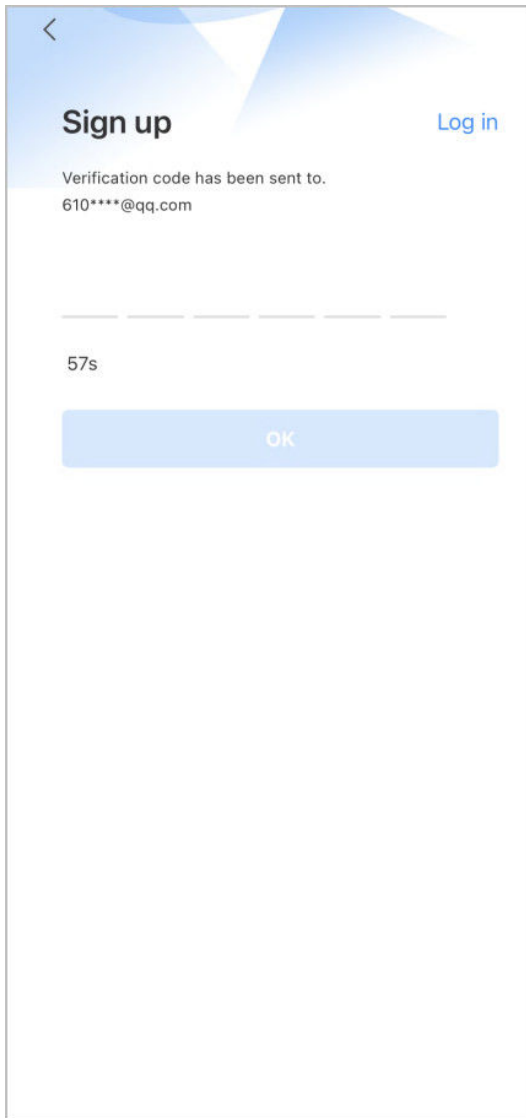 Sign up
Log in
Verification code has been sent to.
610****@qq.com
57s
OK